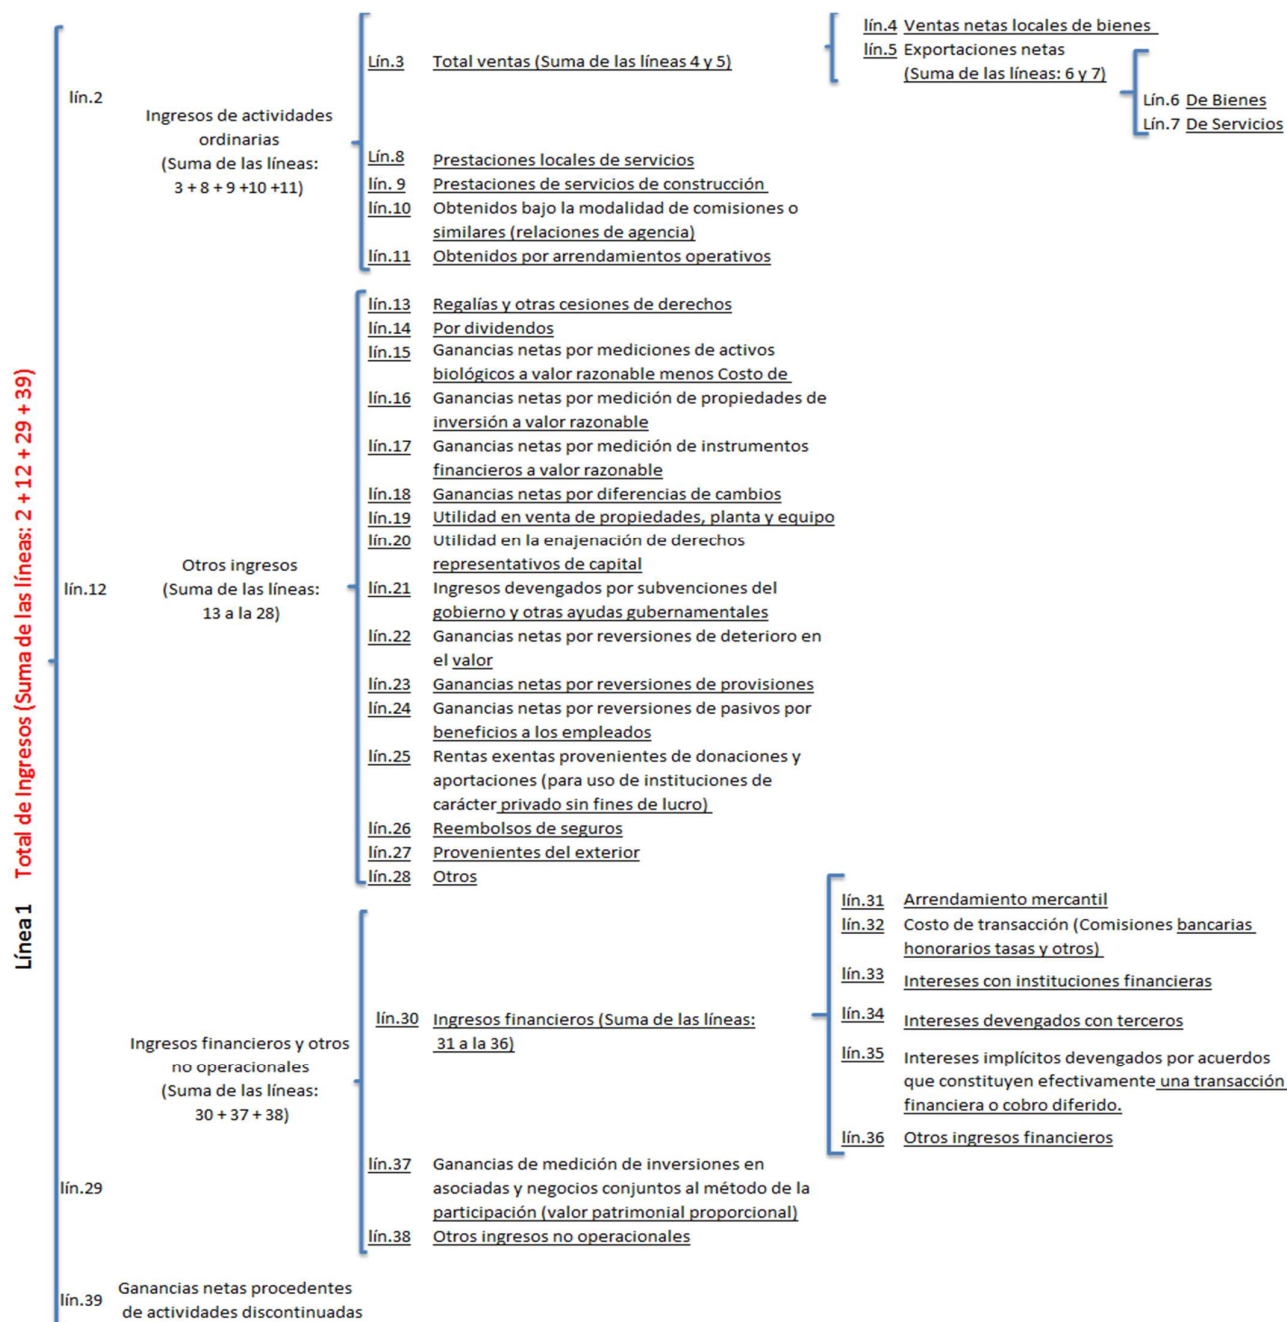 Línea 1 Total de Ingresos (Suma de las líneas: 2 + 12 + 29 + 39)
lín.2
Ingresos de actividades
ordinarias
(Suma de las líneas:
3 + 8 + 9 +10 +11)
Lín.3 Total ventas (Suma de las líneas 4 y 5)
lín.4 Ventas netas locales de bienes
lín.5 Exportaciones netas
(Suma de las líneas: 6 y 7)
Lín.6 De Bienes
Lín.7 De Servicios
Lín.8 Prestaciones locales de servicios
lín. 9 Prestaciones de servicios de construcción
lín.10 Obtenidos bajo la modalidad de comisiones o
similares (relaciones de agencia)
lín.11 Obtenidos por arrendamientos operativos
lín.12
Otros ingresos
(Suma de las líneas:
13 a la 28)
lín.13 Regalías y otras cesiones de derechos
lín.14 Por dividendos
lín.15 Ganancias netas por mediciones de activos
biológicos a valor razonable menos Costo de
lín.16 Ganancias netas por medición de propiedades de
inversión a valor razonable
lín.17 Ganancias netas por medición de instrumentos
financieros a valor razonable
lín.18 Ganancias netas por diferencias de cambios
lín.19 Utilidad en venta de propiedades, planta y equipo
lín.20 Utilidad en la enajenación de derechos
representativos de capital
lín.21 Ingresos devengados por subvenciones del
gobierno y otras ayudas gubernamentales
lín.22 Ganancias netas por reversiones de deterioro en
el valor
lín.23 Ganancias netas por reversiones de provisiones
lín.24 Ganancias netas por reversiones de pasivos por
beneficios a los empleados
lín.25 Rentas exentas provenientes de donaciones y
aportaciones (para uso de instituciones de
carácter privado sin fines de lucro)
lín.26 Reembolsos de seguros
lín.27 Provenientes del exterior
lín.28 Otros
lín.29
Ingresos financieros y otros
no operacionales
(Suma de las líneas:
30 + 37 + 38)
lín.30 Ingresos financieros (Suma de las líneas:
31 a la 36)
lín.31 Arrendamiento mercantil
lín.32 Costo de transacción (Comisiones bancarias
honorarios tasas y otros)
lín.33 Intereses con instituciones financieras
lín.34 Intereses devengados con terceros
lín.35 Intereses implícitos devengados por acuerdos
que constituyen efectivamente una transacción
financiera o cobro diferido.
lín.36 Otros ingresos financieros
lín.37 Ganancias de medición de inversiones en
asociadas y negocios conjuntos al método de la
participación (valor patrimonial proporcional)
lín.38 Otros ingresos no operacionales
lín.39 Ganancias netas procedentes
de actividades discontinuadas